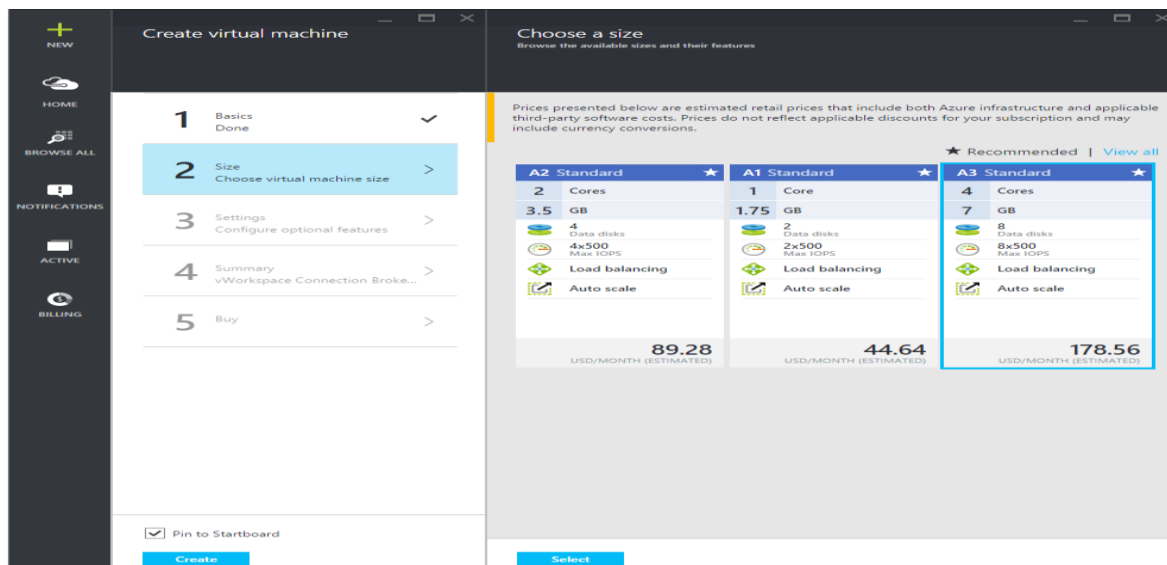 NEW
HOME
BROWSE ALL
NOTIFICATIONS
ACTIVE
BILLING
Create virtual machine
1
Basics
Done
2
Size
Choose virtual machine size
3
Settings
Configure optional features
4
Summary
vWorkspace Connection Broke...
5
Buy
Pin to Startboard
Create
Choose a size
Browse the available sizes and their features
Prices presented below are estimated retail prices that include both Azure infrastructure and applicable
third-party software costs. Prices do not reflect applicable discounts for your subscription and may
include currency conversions.
★ Recommended | View all
A2 Standard ★
2 Cores
3.5 GB
4
Data disks
4x500
Max IOPS
Load balancing
Auto scale
89.28
USD/MONTH (ESTIMATED)
A1 Standard ★
1 Core
1.75 GB
2
Data disks
2x500
Max IOPS
Load balancing
Auto scale
44.64
USD/MONTH (ESTIMATED)
A3 Standard ★
4 Cores
7 GB
8
Data disks
8x500
Max IOPS
Load balancing
Auto scale
178.56
USD/MONTH (ESTIMATED)
Select